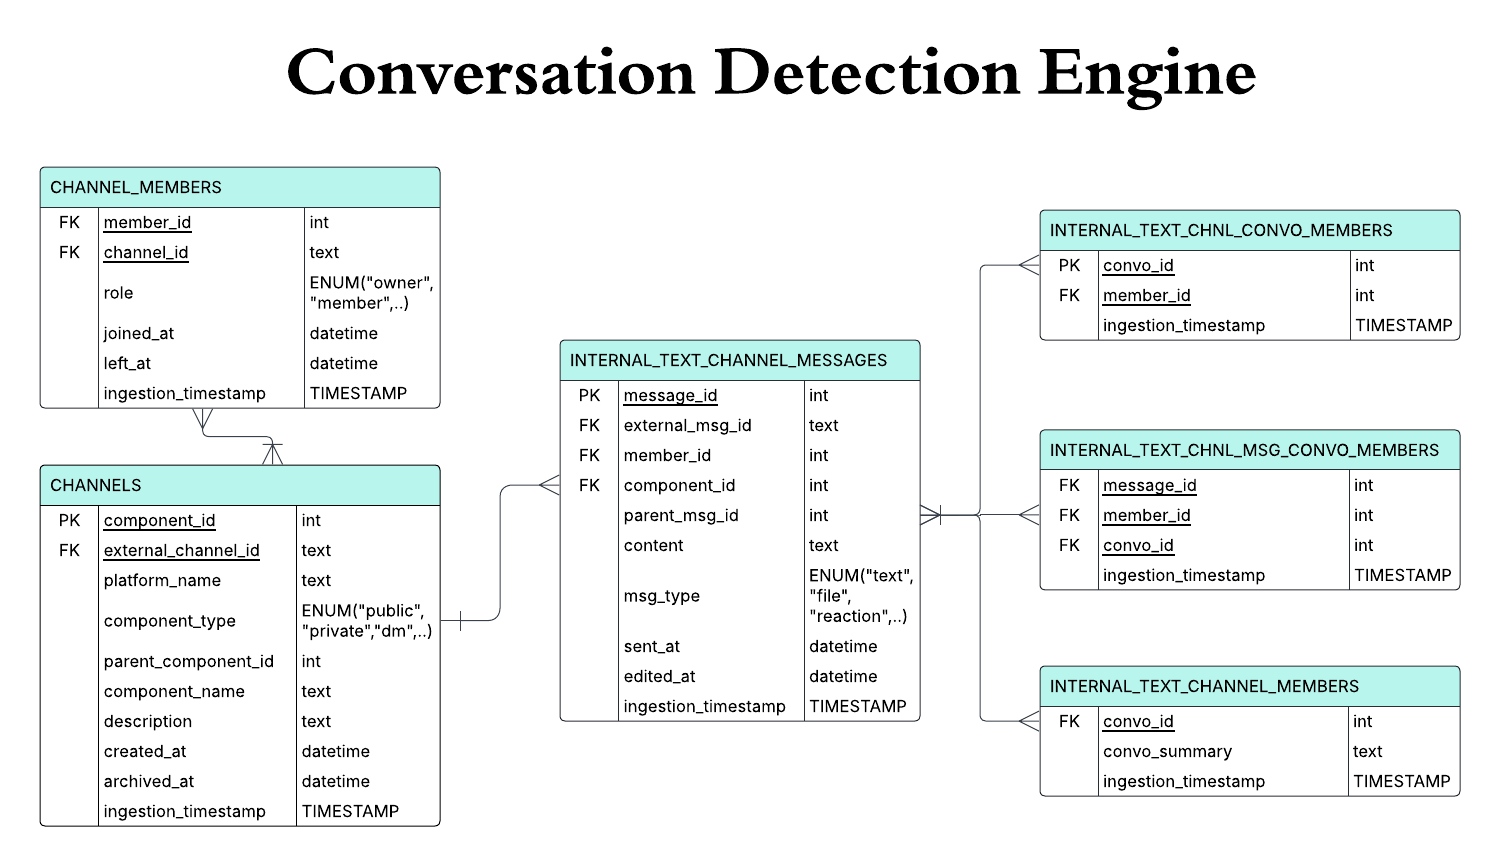 Conversation Detection Engine
CHANNEL_MEMBERS
FK member_id int
FK channel_id text
role ENUM("owner",
"member",..)
joined_at datetime
left_at datetime
ingestion_timestamp TIMESTAMP
CHANNELS
PK component_id int
FK external_channel_id text
platform_name text
component_type ENUM("public",
"private","dm",..)
parent_component_id int
component_name text
description text
created_at datetime
archived_at datetime
ingestion_timestamp TIMESTAMP
INTERNAL_TEXT_CHANNEL_MESSAGES
PK message_id int
FK external_msg_id text
FK member_id int
FK component_id int
parent_msg_id int
content text
msg_type ENUM("text",
"file",
"reaction",..)
sent_at datetime
edited_at datetime
ingestion_timestamp TIMESTAMP
INTERNAL_TEXT_CHNL_CONVO_MEMBERS
PK convo_id int
FK member_id int
ingestion_timestamp TIMESTAMP
INTERNAL_TEXT_CHNL_MSG_CONVO_MEMBERS
FK message_id int
FK member_id int
FK convo_id int
ingestion_timestamp TIMESTAMP
INTERNAL_TEXT_CHANNEL_MEMBERS
FK convo_id int
convo_summary text
ingestion_timestamp TIMESTAMP